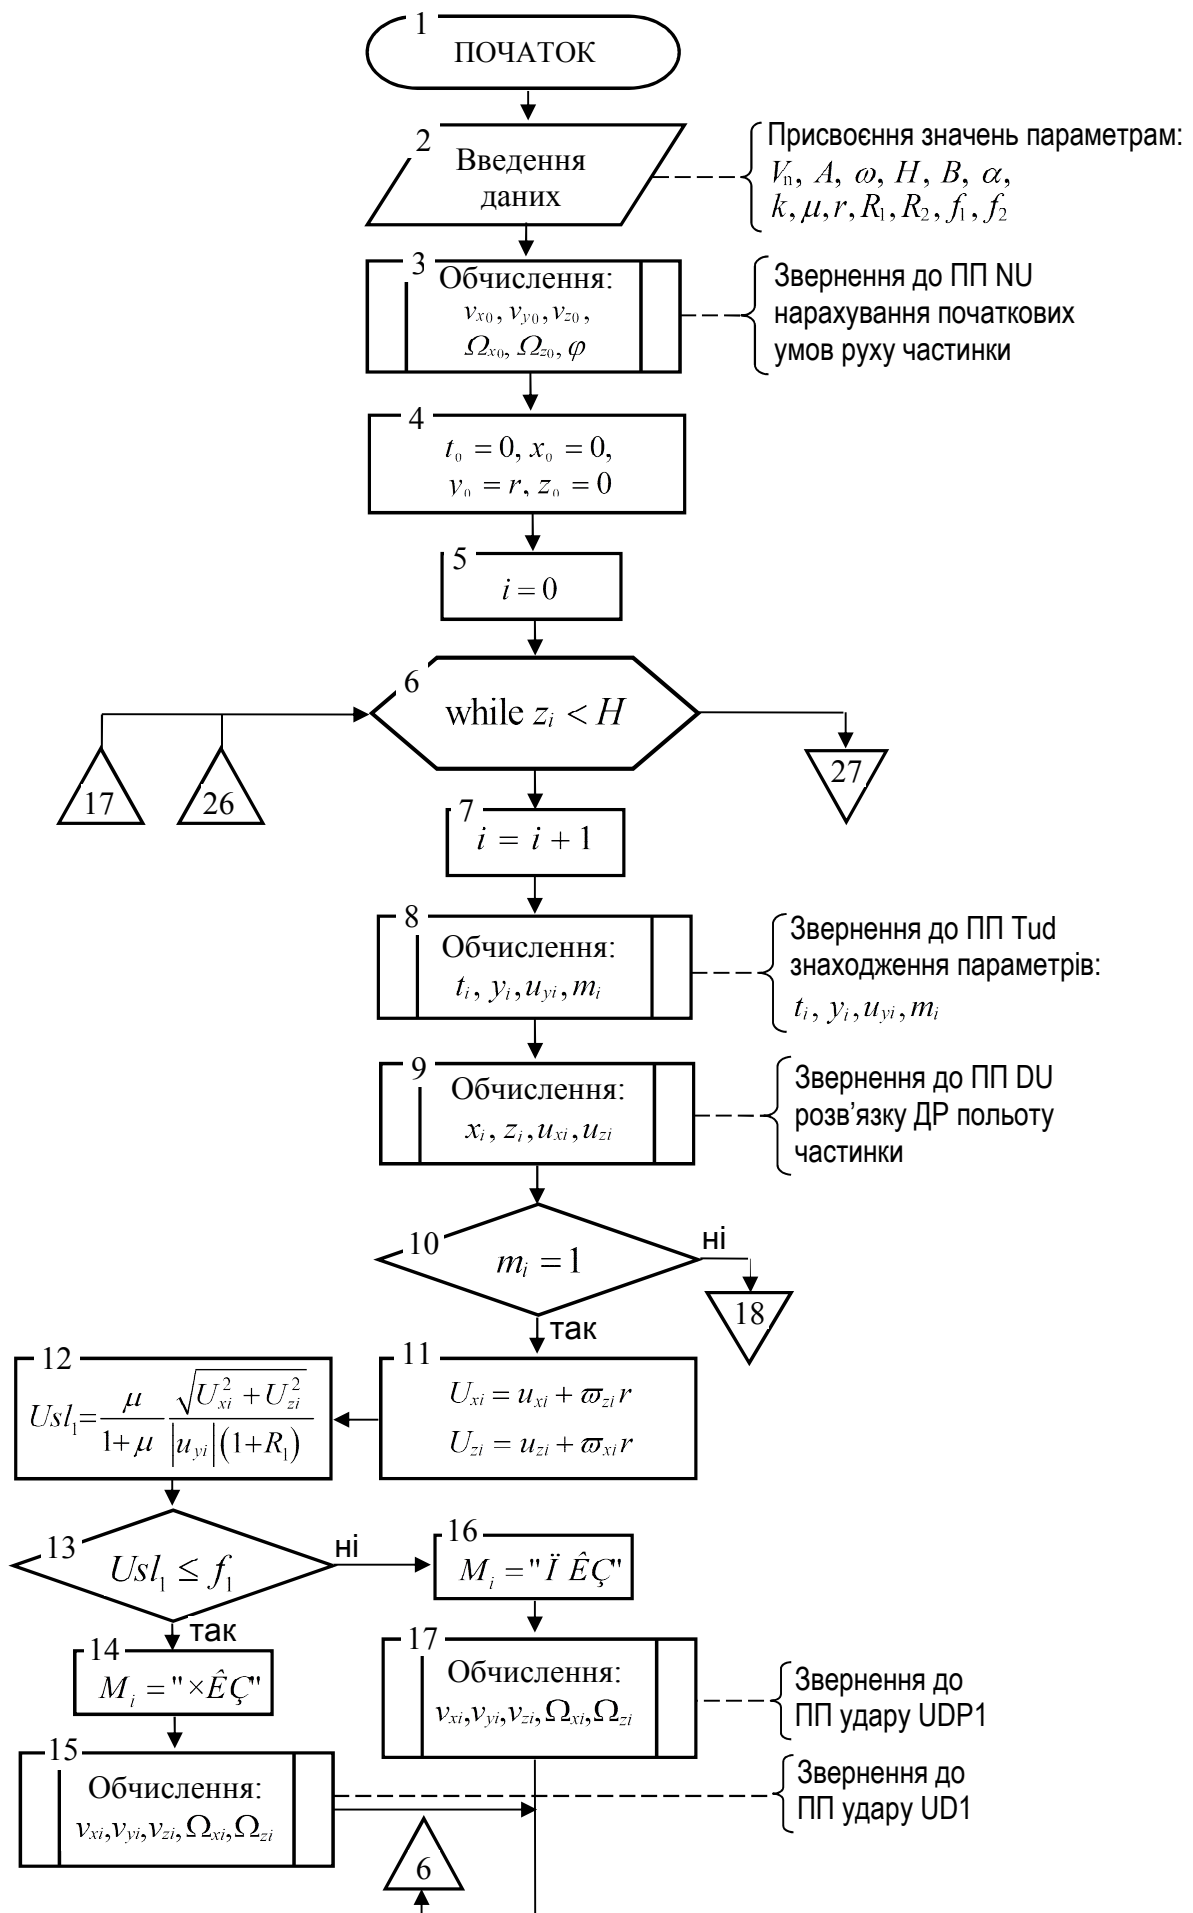 1
ПОЧАТОК
2
Введення
даних
Присвоєння значень параметрам:
Vп, A, ω, H, B, α,
k, μ, r, R₁, R₂, f₁, f₂
3
Обчислення:
vx0, vy0, vz0,
Ωx0, Ωz0, φ
Звернення до ПП NU
нарахування початкових
умов руху частинки
4
t₀ = 0, x₀ = 0,
y₀ = r, z₀ = 0
5
i = 0
6
while zi < H
17
26
27
7
i = i + 1
8
Обчислення:
ti, yi, uyi, mi
Звернення до ПП Tud
знаходження параметрів:
ti, yi, uyi, mi
9
Обчислення:
xi, zi, uxi, uzi
Звернення до ПП DU
розв’язку ДР польоту
частинки
10
mi = 1
ні
18
так
11
Uxi = uxi + ϖzi r
Uzi = uzi + ϖxi r
12
Usl₁ = μ/(1+μ) √(Uxi² + Uzi²)/(|uyi|(1+R₁))
13
Usl₁ ≤ f₁
ні
так
16
Mi = "Ï ÊÇ"
14
Mi = "×ÊÇ"
17
Обчислення:
vxi, vyi, vzi, Ωxi, Ωzi
Звернення до
ПП удару UDP1
15
Обчислення:
vxi, vyi, vzi, Ωxi, Ωzi
Звернення до
ПП удару UD1
6